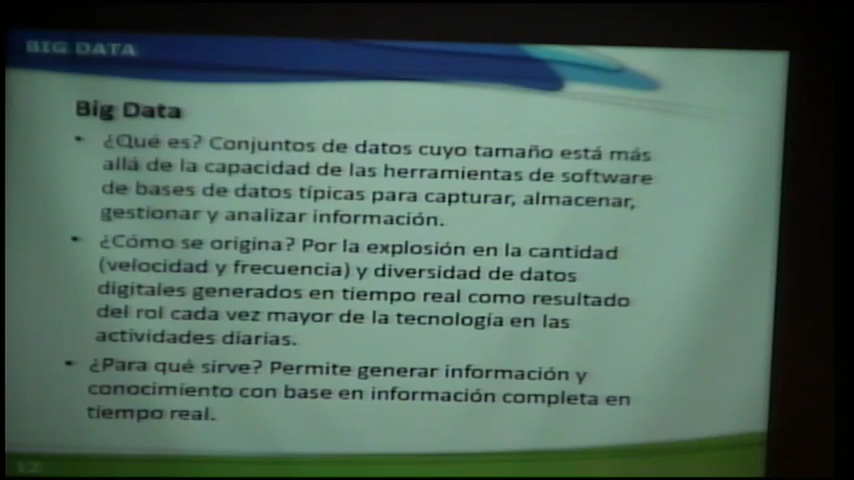 BIG DATA
Big Data
• ¿Qué es? Conjuntos de datos cuyo tamaño está más
allá de la capacidad de las herramientas de software
de bases de datos típicas para capturar, almacenar,
gestionar y analizar información.
• ¿Cómo se origina? Por la explosión en la cantidad
(velocidad y frecuencia) y diversidad de datos
digitales generados en tiempo real como resultado
del rol cada vez mayor de la tecnología en las
actividades diarias.
• ¿Para qué sirve? Permite generar información y
conocimiento con base en información completa en
tiempo real.